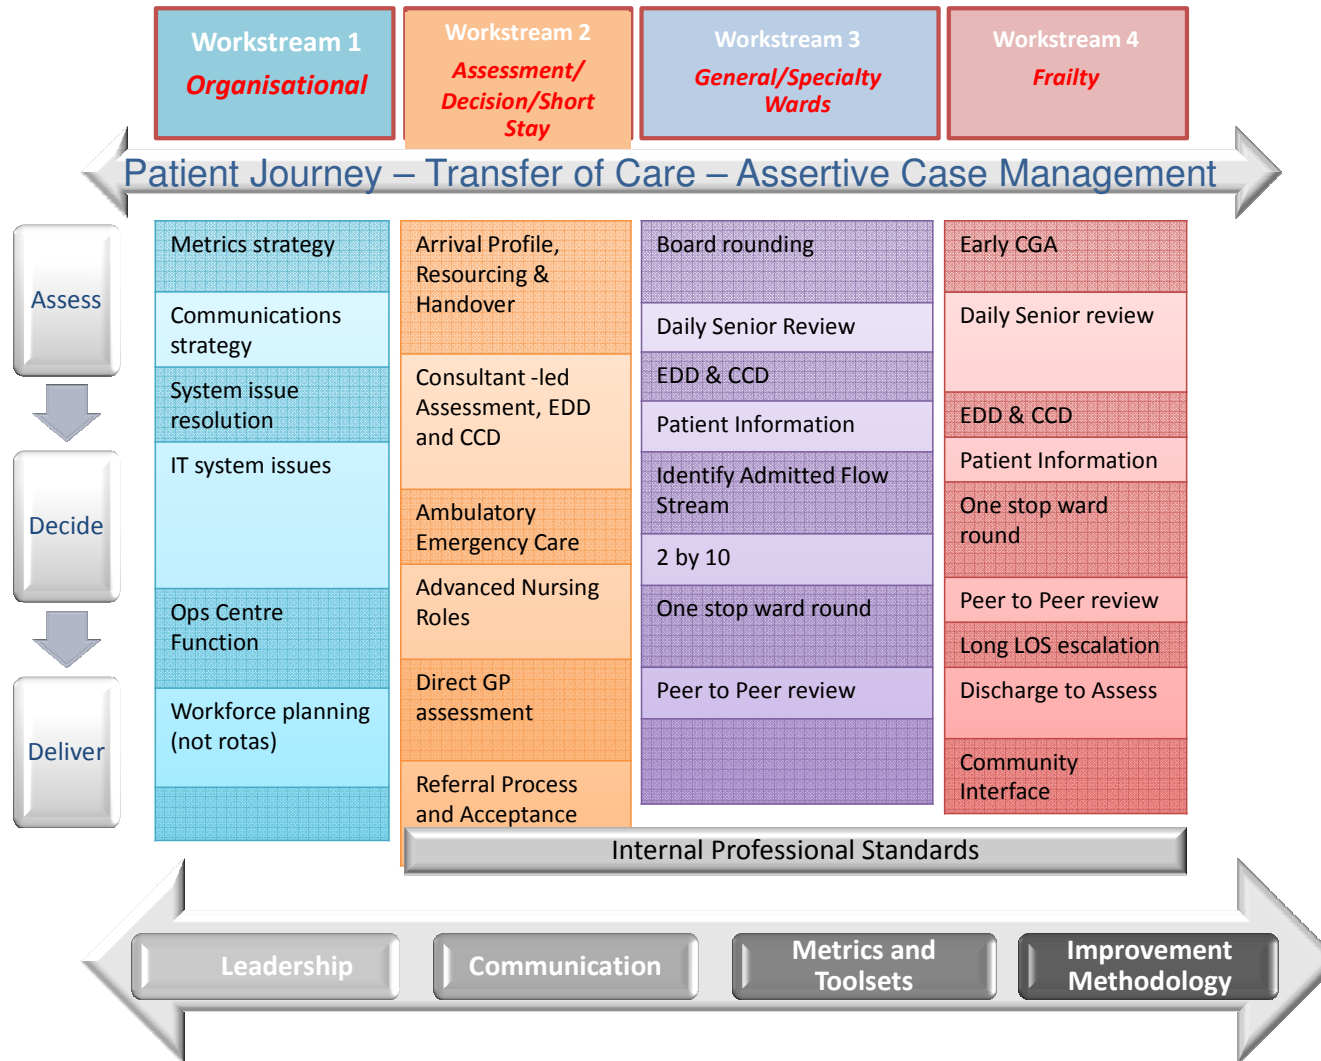 Workstream 1
Organisational
Workstream 2
Assessment/
Decision/Short
Stay
Workstream 3
General/Specialty
Wards
Workstream 4
Frailty
Patient Journey – Transfer of Care – Assertive Case Management
Assess
Decide
Deliver
Metrics strategy
Communications
strategy
System issue
resolution
IT system issues
Ops Centre
Function
Workforce planning
(not rotas)
Arrival Profile,
Resourcing &
Handover
Consultant -led
Assessment, EDD
and CCD
Ambulatory
Emergency Care
Advanced Nursing
Roles
Direct GP
assessment
Referral Process
and Acceptance
Board rounding
Daily Senior Review
EDD & CCD
Patient Information
Identify Admitted Flow
Stream
2 by 10
One stop ward round
Peer to Peer review
Early CGA
Daily Senior review
EDD & CCD
Patient Information
One stop ward
round
Peer to Peer review
Long LOS escalation
Discharge to Assess
Community
Interface
Internal Professional Standards
Leadership
Communication
Metrics and
Toolsets
Improvement
Methodology